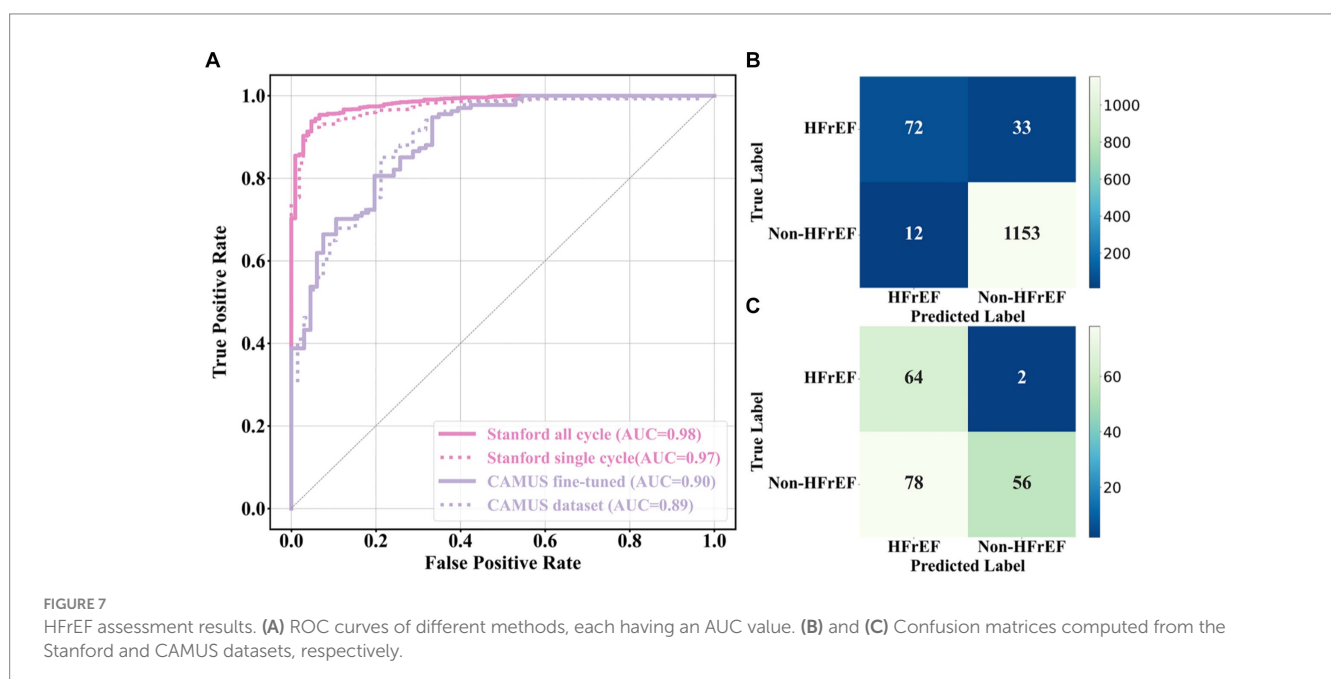 A
1.0
0.8
0.6
0.4
0.2
0.0
0.0 0.2 0.4 0.6 0.8 1.0
True Positive Rate
False Positive Rate
Stanford all cycle (AUC=0.98)
Stanford single cycle(AUC=0.97)
CAMUS fine-tuned (AUC=0.90)
CAMUS dataset (AUC=0.89)
B
True Label
HFrEF 72 33
Non-HFrEF 12 1153
HFrEF Non-HFrEF
Predicted Label
1000
800
600
400
200
C
True Label
HFrEF 64 2
Non-HFrEF 78 56
HFrEF Non-HFrEF
Predicted Label
60
40
20
FIGURE 7
HFrEF assessment results. (A) ROC curves of different methods, each having an AUC value. (B) and (C) Confusion matrices computed from the
Stanford and CAMUS datasets, respectively.